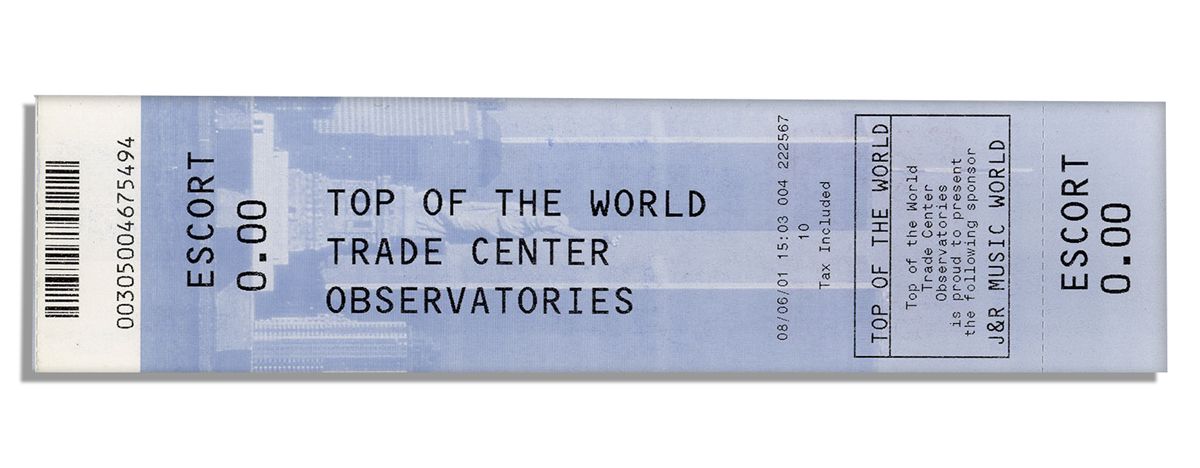 0030500004675494
ESCORT
0.00
TOP OF THE WORLD
TRADE CENTER
OBSERVATORIES
08/06/01 15:03 004 222567
10
Tax Included
TOP OF THE WORLD
Top of the World
Trade Center
Observatories
is proud to present
the following sponsor
J&R MUSIC WORLD
ESCORT
0.00